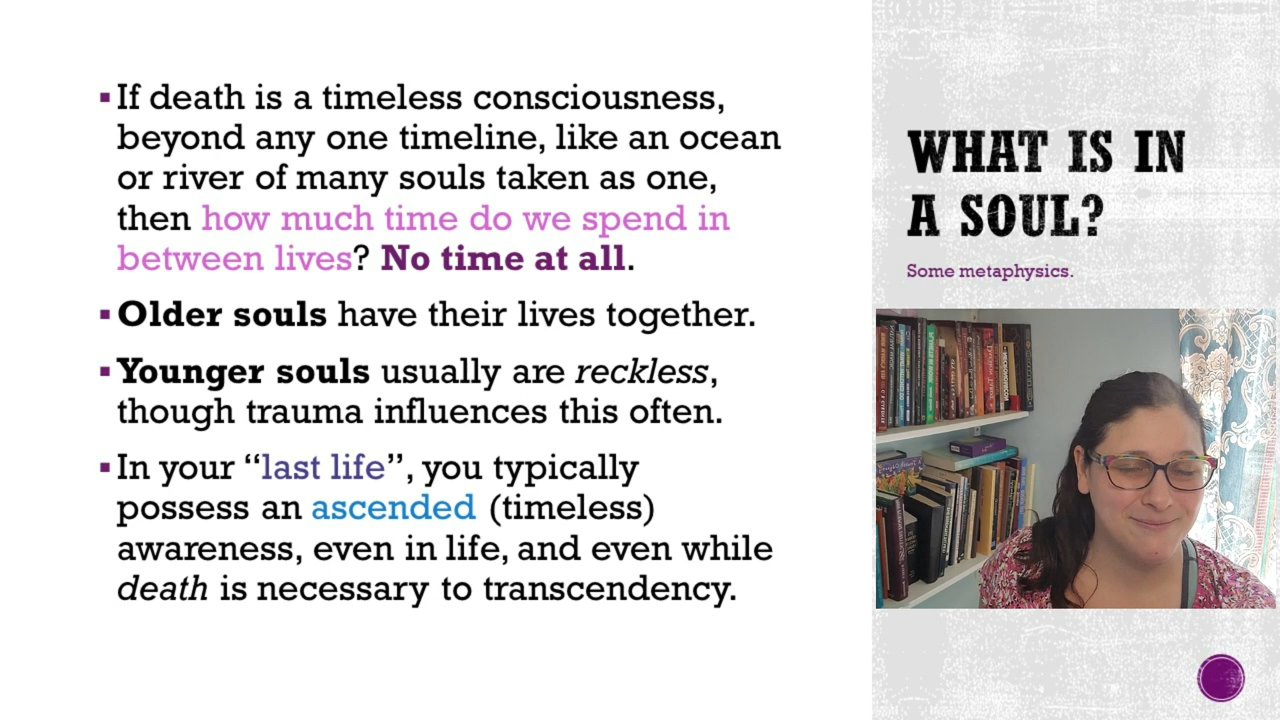 ▪ If death is a timeless consciousness,
beyond any one timeline, like an ocean
or river of many souls taken as one,
then how much time do we spend in
between lives? No time at all.
▪ Older souls have their lives together.
▪ Younger souls usually are reckless,
though trauma influences this often.
▪ In your “last life”, you typically
possess an ascended (timeless)
awareness, even in life, and even while
death is necessary to transcendency.
WHAT IS IN
A SOUL?
Some metaphysics.
NECRONOMICON